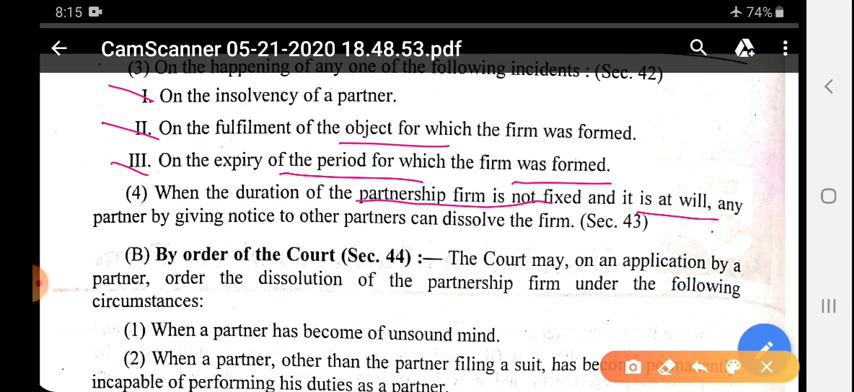 8:15 74%
CamScanner 05-21-2020 18.48.53.pdf
(3) On the happening of any one of the following incidents : (Sec. 42)
I. On the insolvency of a partner.
II. On the fulfilment of the object for which the firm was formed.
III. On the expiry of the period for which the firm was formed.
(4) When the duration of the partnership firm is not fixed and it is at will, any
partner by giving notice to other partners can dissolve the firm. (Sec. 43)
(B) By order of the Court (Sec. 44) :— The Court may, on an application by a
partner, order the dissolution of the partnership firm under the following
circumstances:
(1) When a partner has become of unsound mind.
(2) When a partner, other than the partner filing a suit, has become permanently
incapable of performing his duties as a partner.